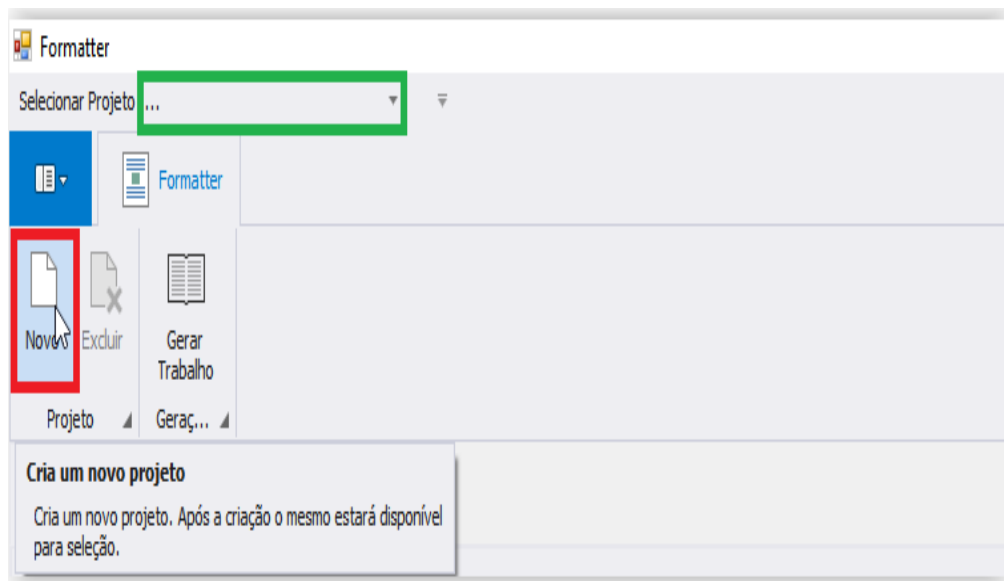 Formatter
Selecionar Projeto ...
Formatter
Novo Excluir Gerar
Trabalho
Projeto Geraç...
Cria um novo projeto
Cria um novo projeto. Após a criação o mesmo estará disponível
para seleção.